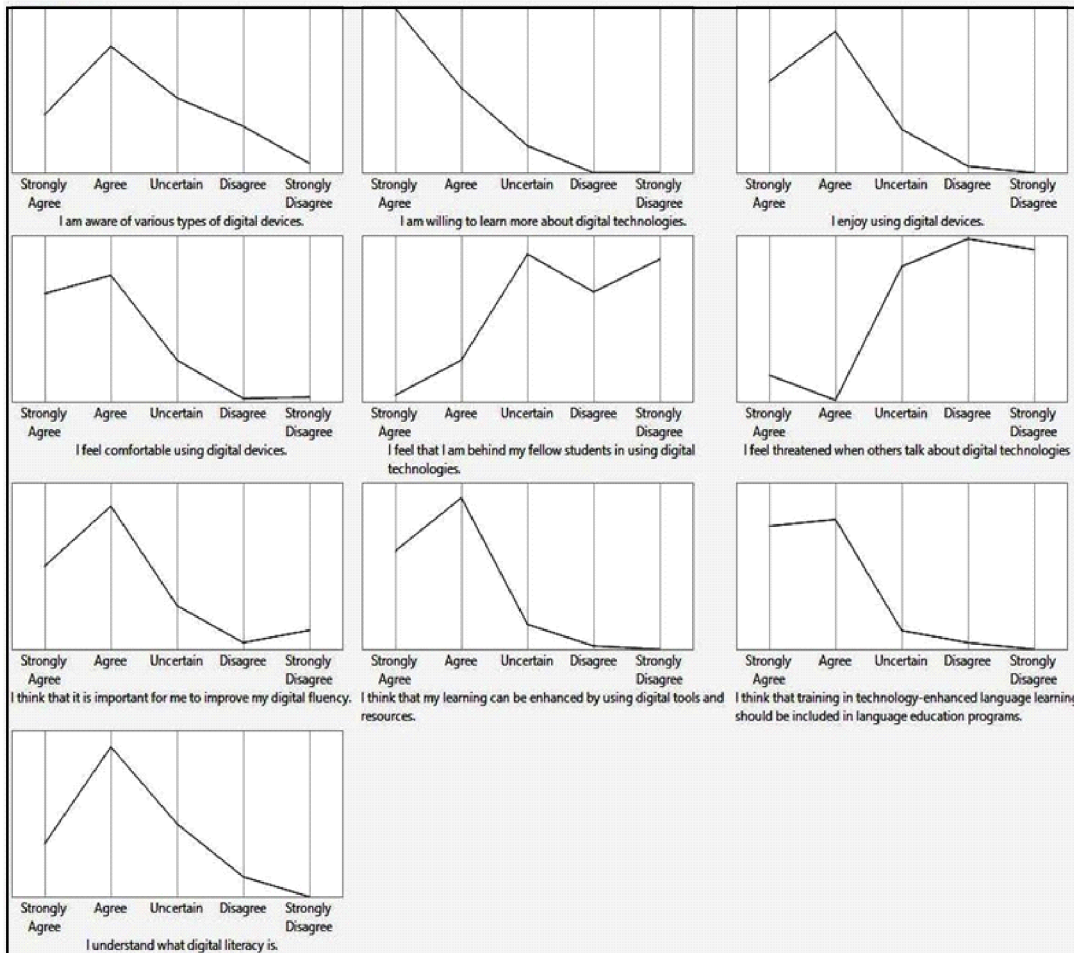 Strongly Agree Agree Uncertain Disagree Strongly Disagree
I am aware of various types of digital devices.
Strongly Agree Agree Uncertain Disagree Strongly Disagree
I am willing to learn more about digital technologies.
Strongly Agree Agree Uncertain Disagree Strongly Disagree
I enjoy using digital devices.
Strongly Agree Agree Uncertain Disagree Strongly Disagree
I feel comfortable using digital devices.
Strongly Agree Agree Uncertain Disagree Strongly Disagree
I feel that I am behind my fellow students in using digital
technologies.
Strongly Agree Agree Uncertain Disagree Strongly Disagree
I feel threatened when others talk about digital technologies
Strongly Agree Agree Uncertain Disagree Strongly Disagree
I think that it is important for me to improve my digital fluency.
Strongly Agree Agree Uncertain Disagree Strongly Disagree
I think that my learning can be enhanced by using digital tools and
resources.
Strongly Agree Agree Uncertain Disagree Strongly Disagree
I think that training in technology-enhanced language learning
should be included in language education programs.
Strongly Agree Agree Uncertain Disagree Strongly Disagree
I understand what digital literacy is.